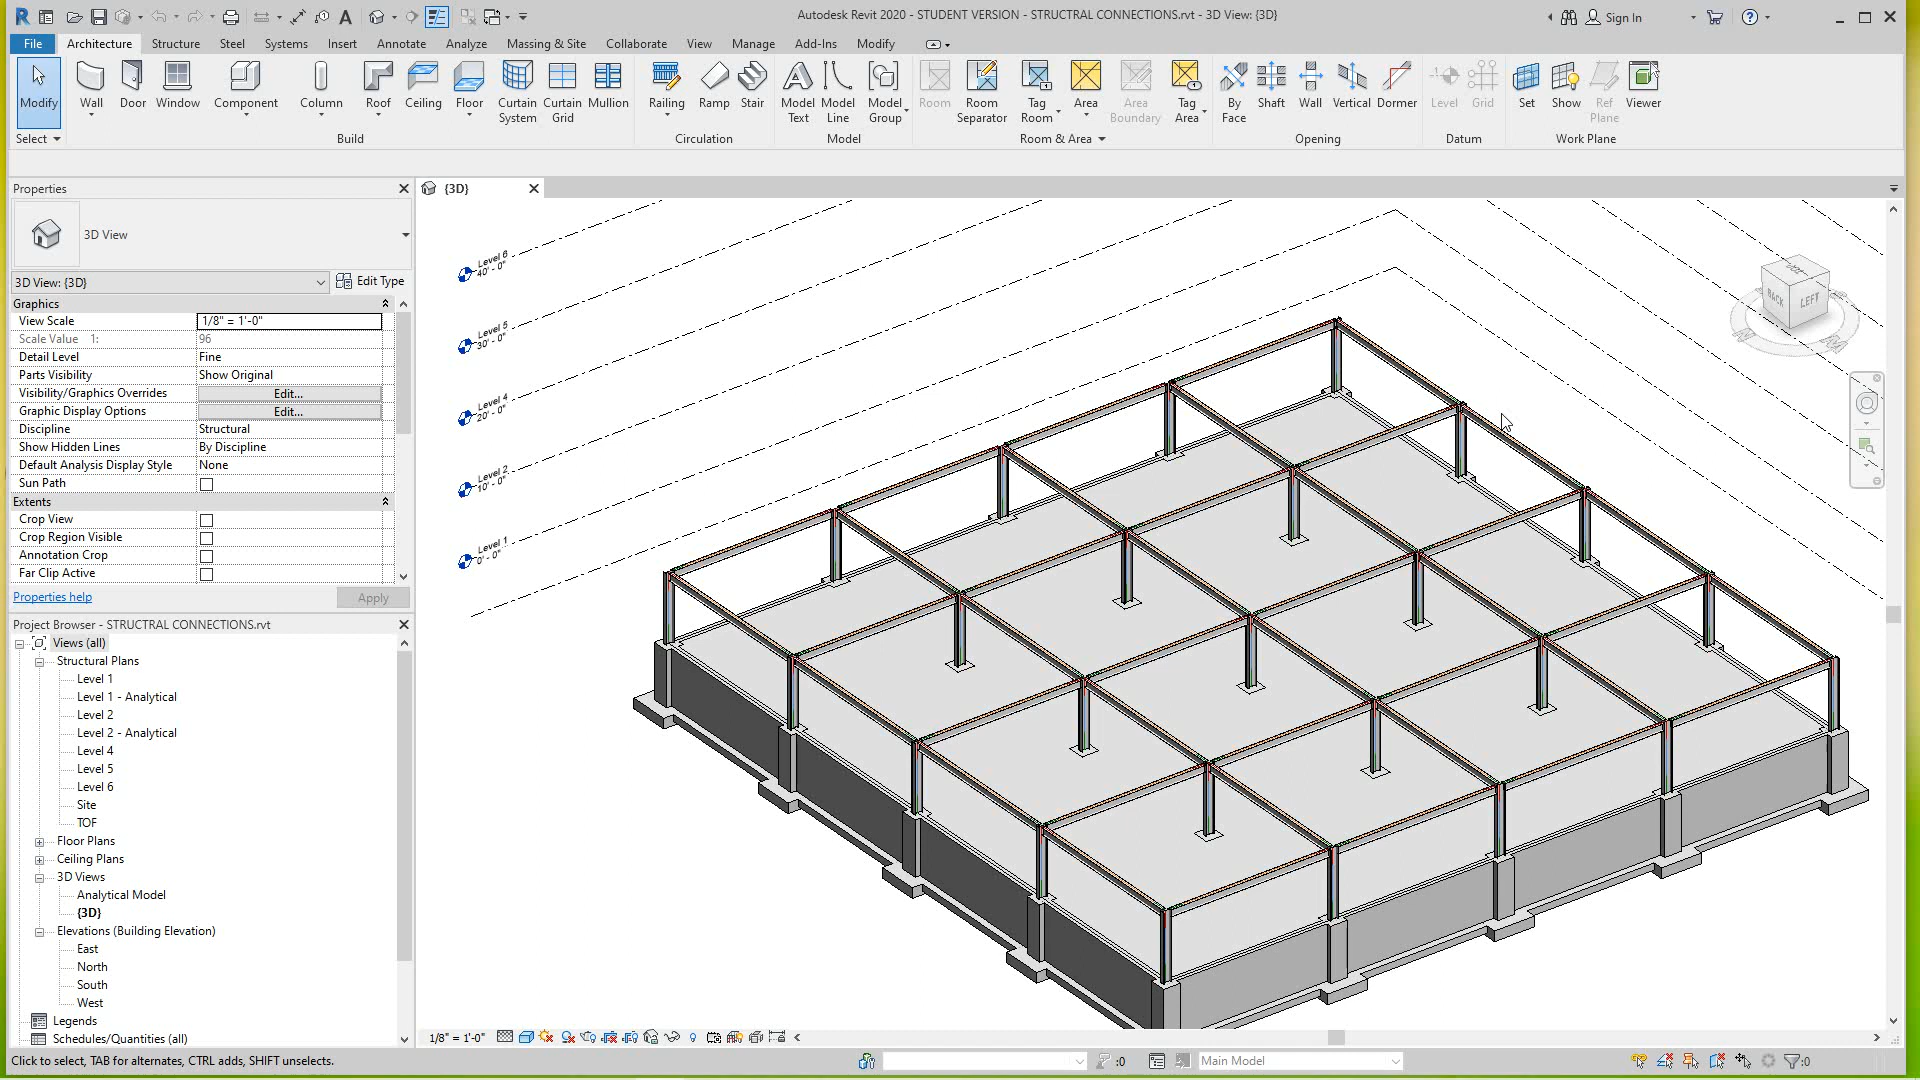 Autodesk Revit 2020 - STUDENT VERSION - STRUCTRAL CONNECTIONS.rvt - 3D View: {3D}
Sign In
File Architecture Structure Steel Systems Insert Annotate Analyze Massing & Site Collaborate View Manage Add-Ins Modify
Modify Wall Door Window Component Column Roof Ceiling Floor Curtain System Curtain Grid Mullion Railing Ramp Stair Model Text Model Line Model Group Room Room Separator Tag Room Area Area Boundary Tag Area By Face Shaft Wall Vertical Dormer Level Grid Set Show Ref Plane Viewer
Select Build Circulation Model Room & Area Opening Datum Work Plane
Properties
{3D}
3D View
3D View: {3D} Edit Type
Graphics
View Scale 1/8" = 1'-0"
Scale Value 1: 96
Detail Level Fine
Parts Visibility Show Original
Visibility/Graphics Overrides Edit...
Graphic Display Options Edit...
Discipline Structural
Show Hidden Lines By Discipline
Default Analysis Display Style None
Sun Path
Extents
Crop View
Crop Region Visible
Annotation Crop
Far Clip Active
Properties help Apply
Project Browser - STRUCTRAL CONNECTIONS.rvt
Views (all)
Structural Plans
Level 1
Level 1 - Analytical
Level 2
Level 2 - Analytical
Level 4
Level 5
Level 6
Site
TOF
Floor Plans
Ceiling Plans
3D Views
Analytical Model
{3D}
Elevations (Building Elevation)
East
North
South
West
Legends
Schedules/Quantities (all)
Level 6
40' - 0"
Level 5
30' - 0"
Level 4
20' - 0"
Level 2
10' - 0"
Level 1
0' - 0"
BACK
LEFT
1/8" = 1'-0"
Click to select, TAB for alternates, CTRL adds, SHIFT unselects.
:0
Main Model
:0